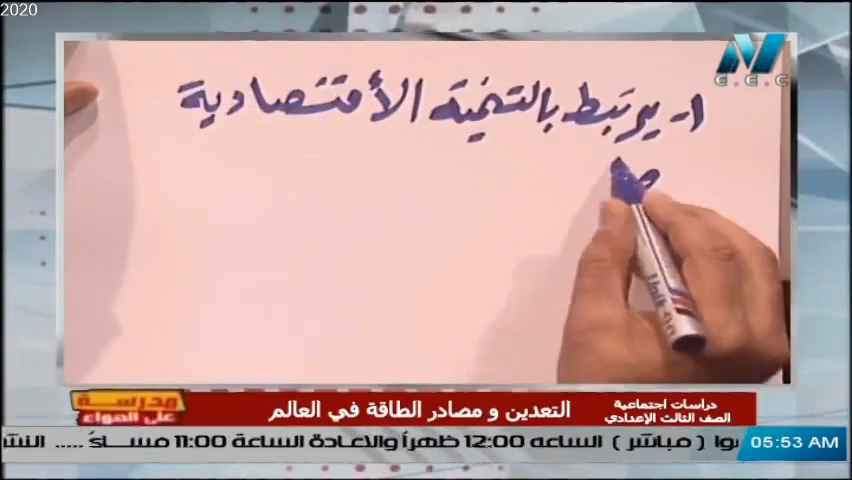 2020
E.E.C
١- يرتبط بالتنمية الأقتصادية
مدرسة
على الهواء
التعدين و مصادر الطاقة في العالم
دراسات اجتماعية
الصف الثالث الإعدادي
( مباشر ) الساعه 12:00 ظهراً والاعادة الساعة 11:00 مســاءً .....
05:53 AM